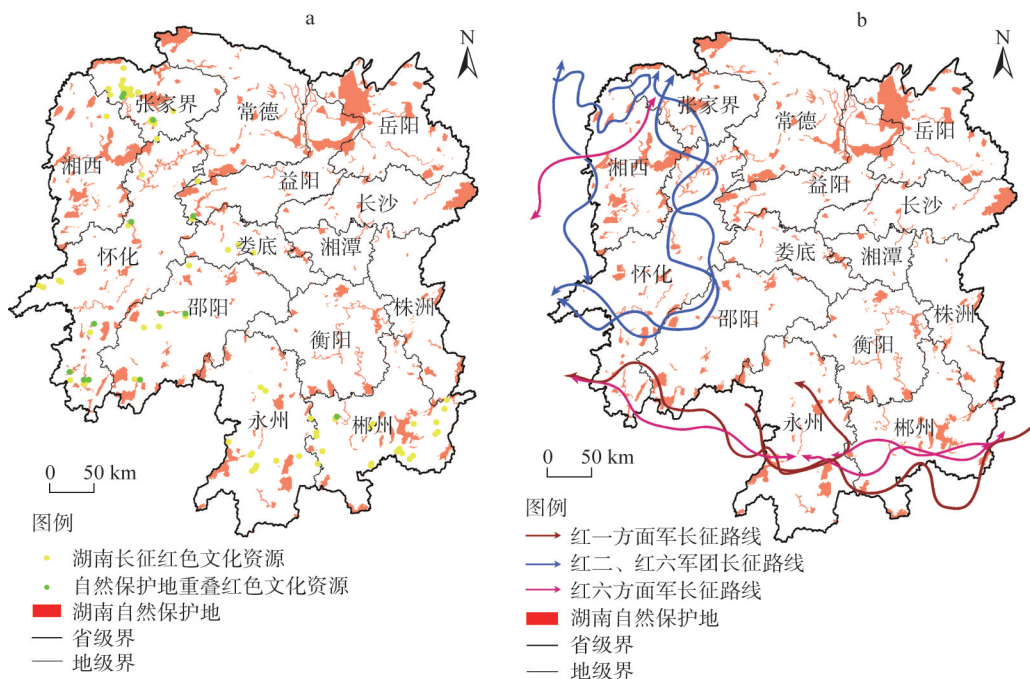 a
N
张家界
常德
岳阳
湘西
益阳
长沙
怀化
娄底
湘潭
邵阳
株洲
衡阳
永州
郴州
0 50 km
图例
湖南长征红色文化资源
自然保护地重叠红色文化资源
湖南自然保护地
省级界
地级界
b
N
张家界
常德
岳阳
湘西
益阳
长沙
怀化
娄底
湘潭
邵阳
株洲
衡阳
永州
郴州
0 50 km
图例
红一方面军长征路线
红二、红六军团长征路线
红六方面军长征路线
湖南自然保护地
省级界
地级界